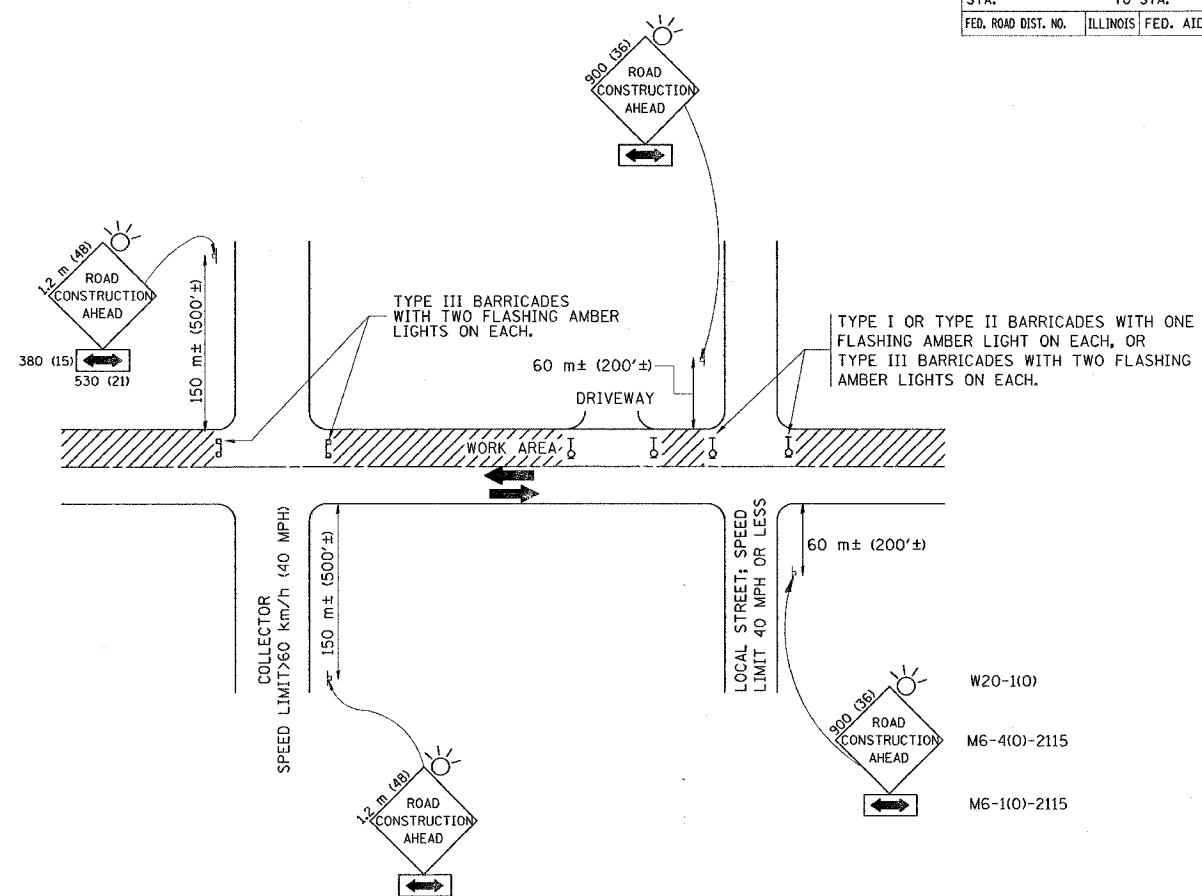 STA. TO STA.
FED. ROAD DIST. NO. ILLINOIS FED. AID
900 (36)
ROAD
CONSTRUCTION
AHEAD
1.2 m (48)
ROAD
CONSTRUCTION
AHEAD
380 (15)
530 (21)
150 m± (500'±)
TYPE III BARRICADES
WITH TWO FLASHING AMBER
LIGHTS ON EACH.
60 m± (200'±)
DRIVEWAY
TYPE I OR TYPE II BARRICADES WITH ONE
FLASHING AMBER LIGHT ON EACH, OR
TYPE III BARRICADES WITH TWO FLASHING
AMBER LIGHTS ON EACH.
WORK AREA
COLLECTOR
SPEED LIMIT>60 km/h (40 MPH)
150 m± (500'±)
LOCAL STREET; SPEED
LIMIT 40 MPH OR LESS
60 m± (200'±)
1.2 m (48)
ROAD
CONSTRUCTION
AHEAD
900 (36)
ROAD
CONSTRUCTION
AHEAD
W20-1(O)
M6-4(O)-2115
M6-1(O)-2115